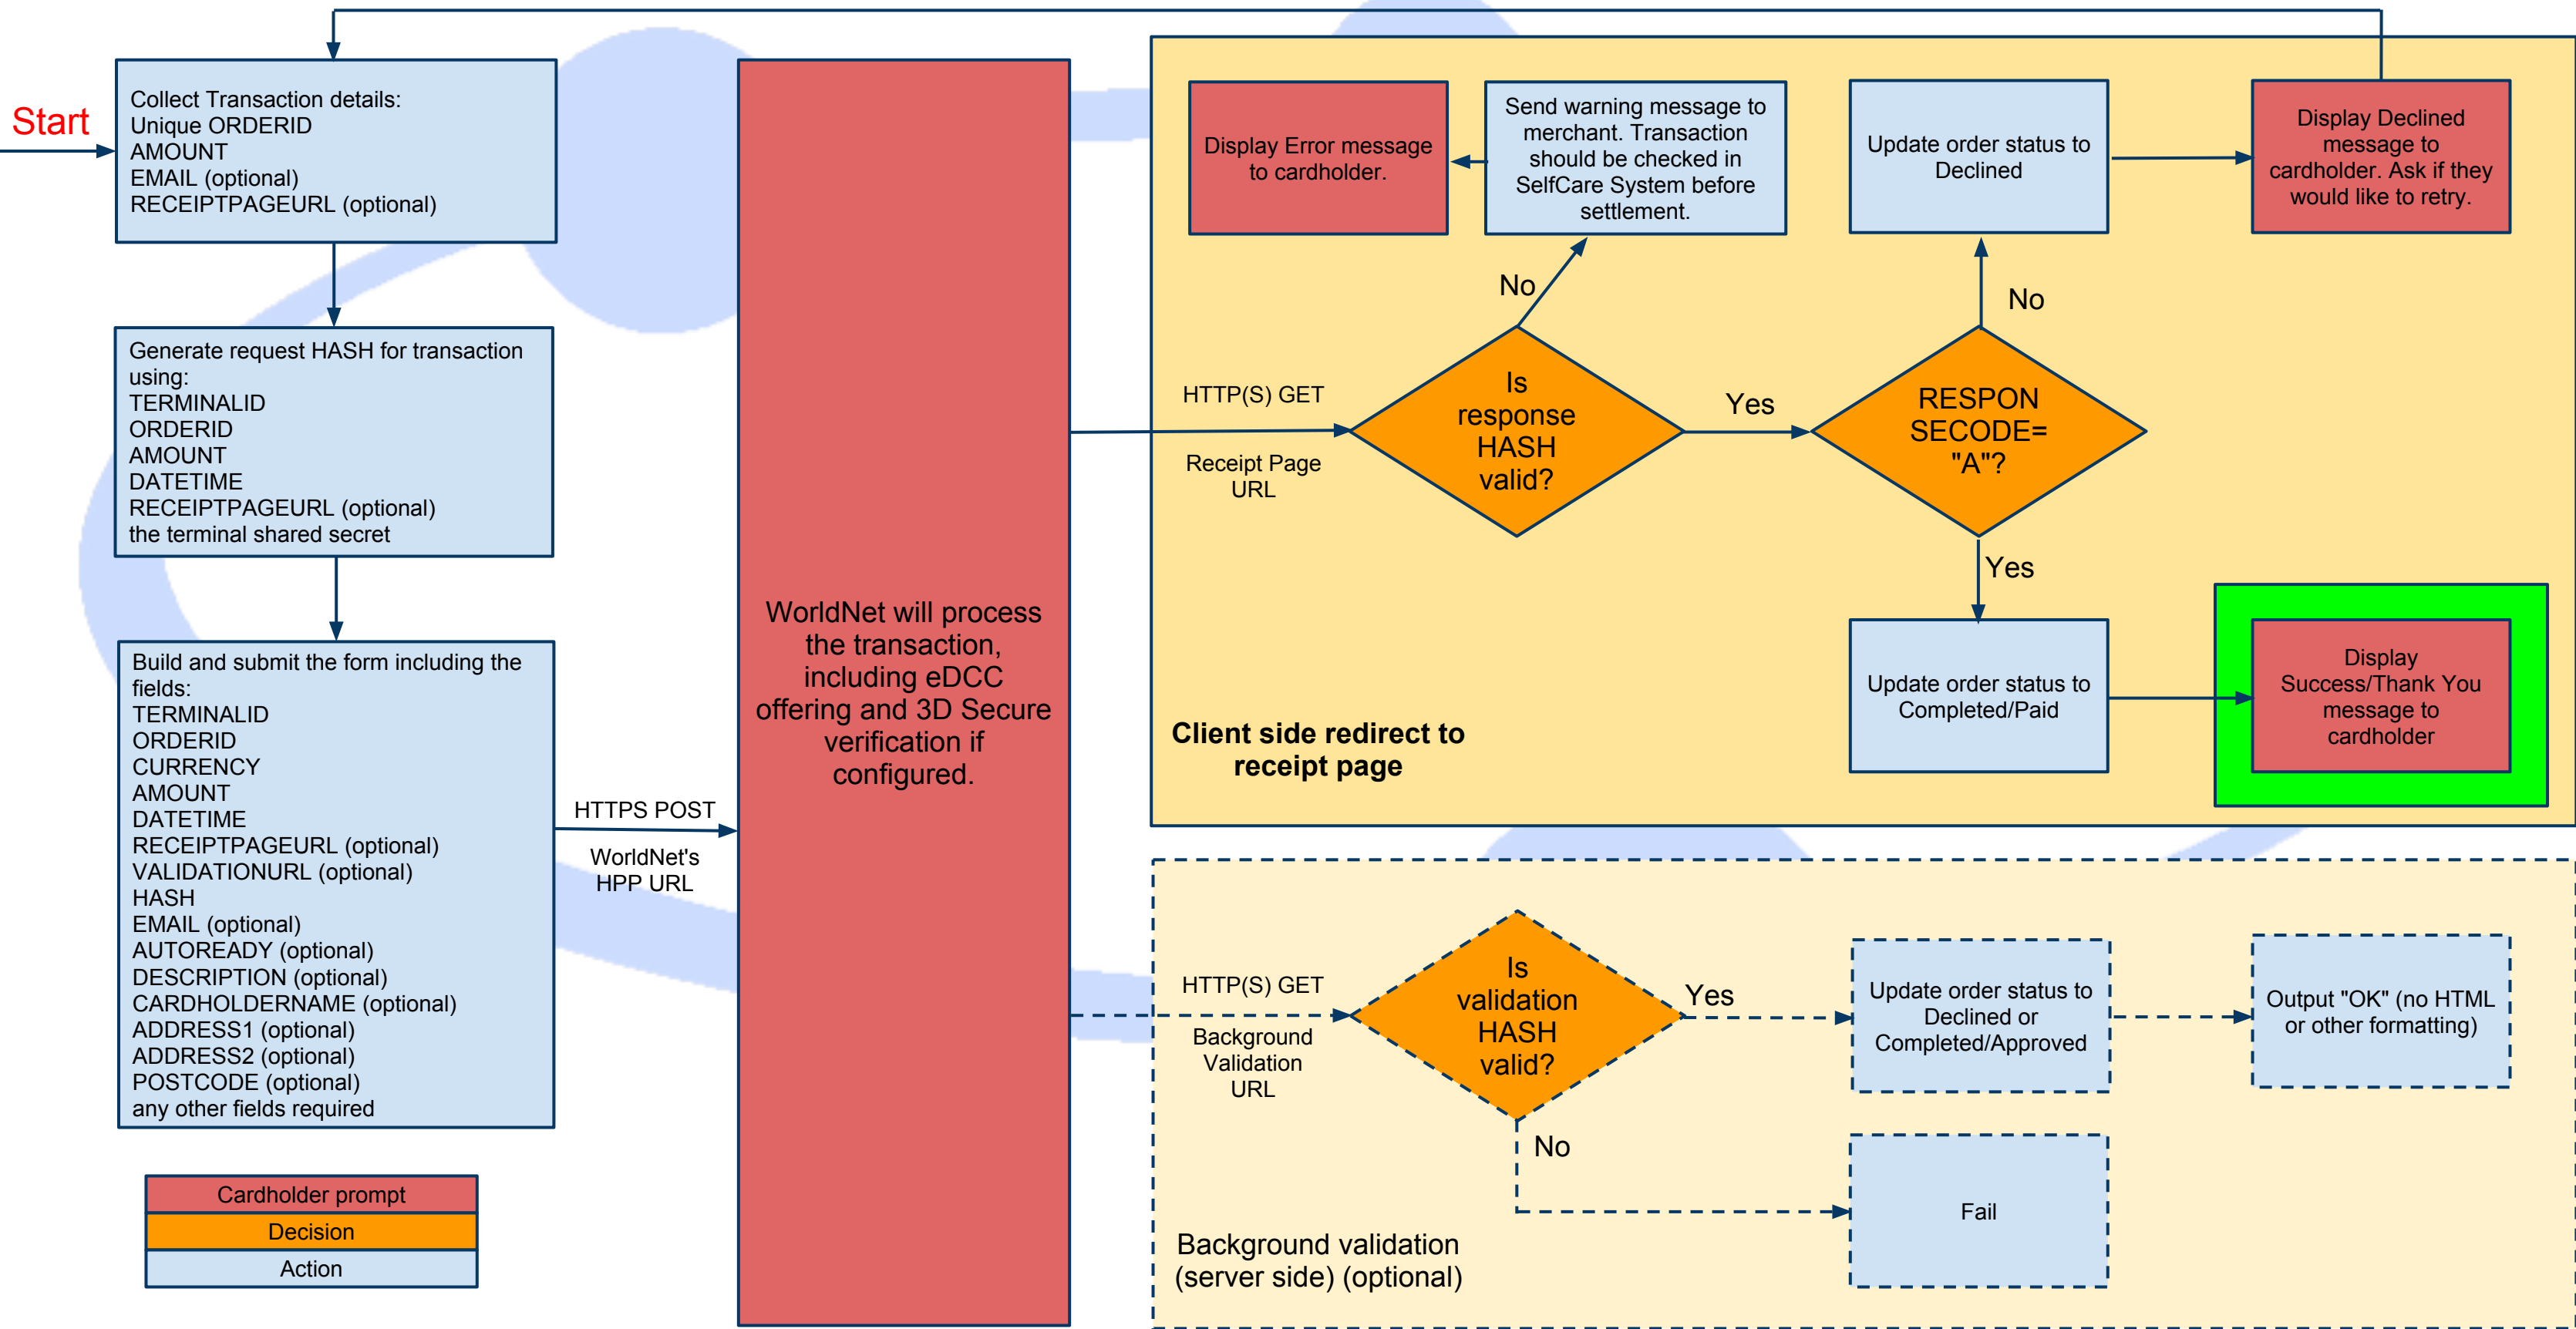 Start
Collect Transaction details:
Unique ORDERID
AMOUNT
EMAIL (optional)
RECEIPTPAGEURL (optional)
Generate request HASH for transaction
using:
TERMINALID
ORDERID
AMOUNT
DATETIME
RECEIPTPAGEURL (optional)
the terminal shared secret
Build and submit the form including the
fields:
TERMINALID
ORDERID
CURRENCY
AMOUNT
DATETIME
RECEIPTPAGEURL (optional)
VALIDATIONURL (optional)
HASH
EMAIL (optional)
AUTOREADY (optional)
DESCRIPTION (optional)
CARDHOLDERNAME (optional)
ADDRESS1 (optional)
ADDRESS2 (optional)
POSTCODE (optional)
any other fields required
Cardholder prompt
Decision
Action
HTTPS POST
WorldNet's
HPP URL
WorldNet will process
the transaction,
including eDCC
offering and 3D Secure
verification if
configured.
Display Error message
to cardholder.
Send warning message to
merchant. Transaction
should be checked in
SelfCare System before
settlement.
Update order status to
Declined
Display Declined
message to
cardholder. Ask if they
would like to retry.
No
No
HTTP(S) GET
Receipt Page
URL
Is
response
HASH
valid?
Yes
RESPON
SECODE=
"A"?
Yes
Update order status to
Completed/Paid
Display
Success/Thank You
message to
cardholder
Client side redirect to
receipt page
HTTP(S) GET
Background
Validation
URL
Is
validation
HASH
valid?
Yes
Update order status to
Declined or
Completed/Approved
Output "OK" (no HTML
or other formatting)
No
Fail
Background validation
(server side) (optional)